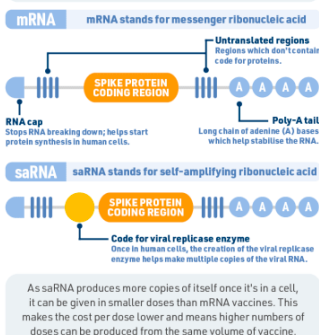 mRNA
mRNA stands for messenger ribonucleic acid
Untranslated regions
Regions which don't contain
code for proteins.
SPIKE PROTEIN
CODING REGION
A A A A
RNA cap
Stops RNA breaking down; helps start
protein synthesis in human cells.
Poly-A tail
Long chain of adenine (A) bases
which help stabilise the RNA.
saRNA
saRNA stands for self-amplifying ribonucleic acid
SPIKE PROTEIN
CODING REGION
A A A A
Code for viral replicase enzyme
Once in human cells, the creation of the viral replicase
enzyme helps make multiple copies of the viral RNA.
As saRNA produces more copies of itself once it's in a cell,
it can be given in smaller doses than mRNA vaccines. This
makes the cost per dose lower and means higher numbers of
doses can be produced from the same volume of vaccine.